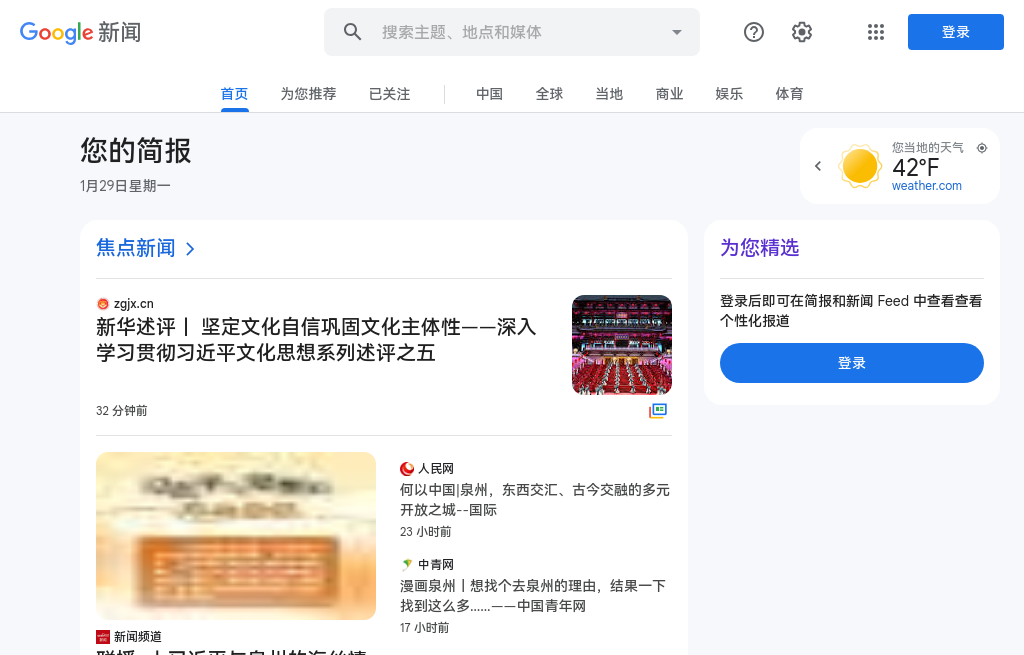 Google 新闻
搜索主题、地点和媒体
登录
首页
为您推荐
已关注
中国
全球
当地
商业
娱乐
体育
您的简报
1月29日星期一
您当地的天气
42°F
weather.com
焦点新闻
zgjx.cn
新华述评丨 坚定文化自信巩固文化主体性——深入
学习贯彻习近平文化思想系列述评之五
32 分钟前
人民网
何以中国|泉州，东西交汇、古今交融的多元
开放之城--国际
23 小时前
中青网
漫画泉州丨想找个去泉州的理由，结果一下
找到这么多……——中国青年网
17 小时前
新闻频道
为您精选
登录后即可在简报和新闻 Feed 中查看查看
个性化报道
登录